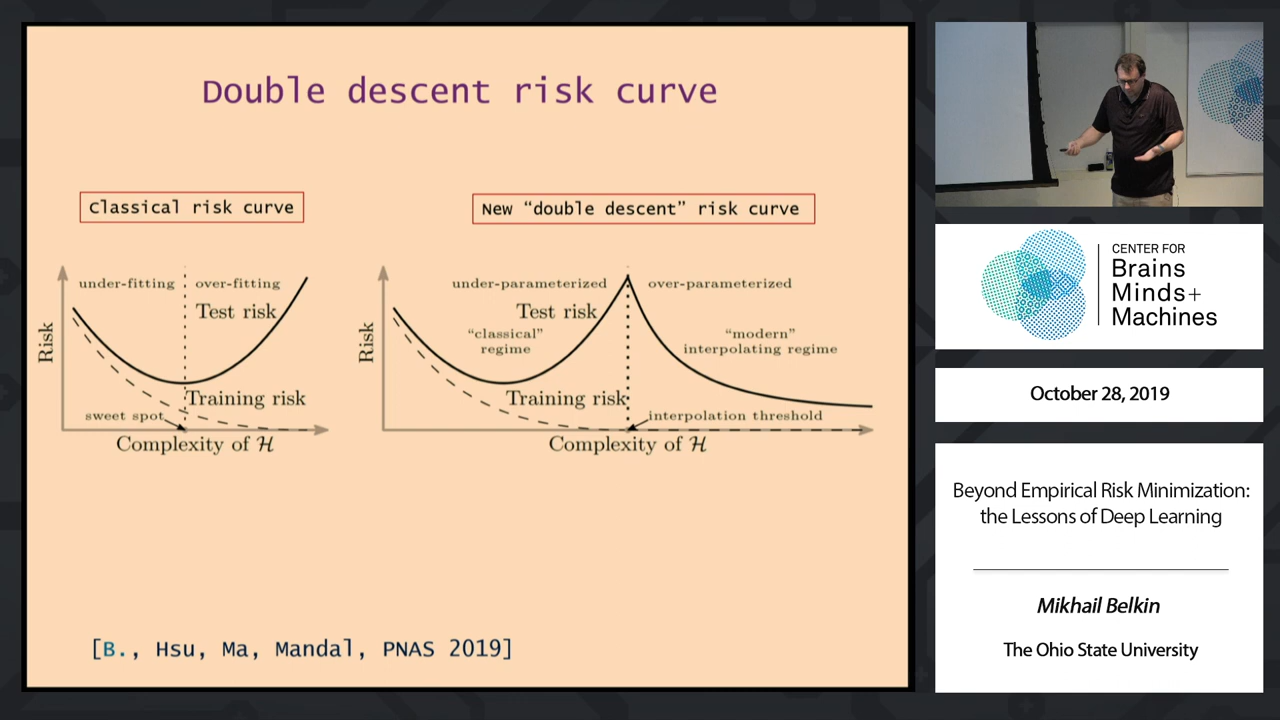 Double descent risk curve
Classical risk curve
New “double descent” risk curve
under-fitting
over-fitting
Test risk
Risk
Training risk
sweet spot
Complexity of ℋ
under-parameterized
over-parameterized
Test risk
“classical”
regime
“modern”
interpolating regime
Risk
Training risk
interpolation threshold
Complexity of ℋ
[B., Hsu, Ma, Mandal, PNAS 2019]
CENTER FOR
Brains
Minds+
Machines
October 28, 2019
Beyond Empirical Risk Minimization:
the Lessons of Deep Learning
Mikhail Belkin
The Ohio State University